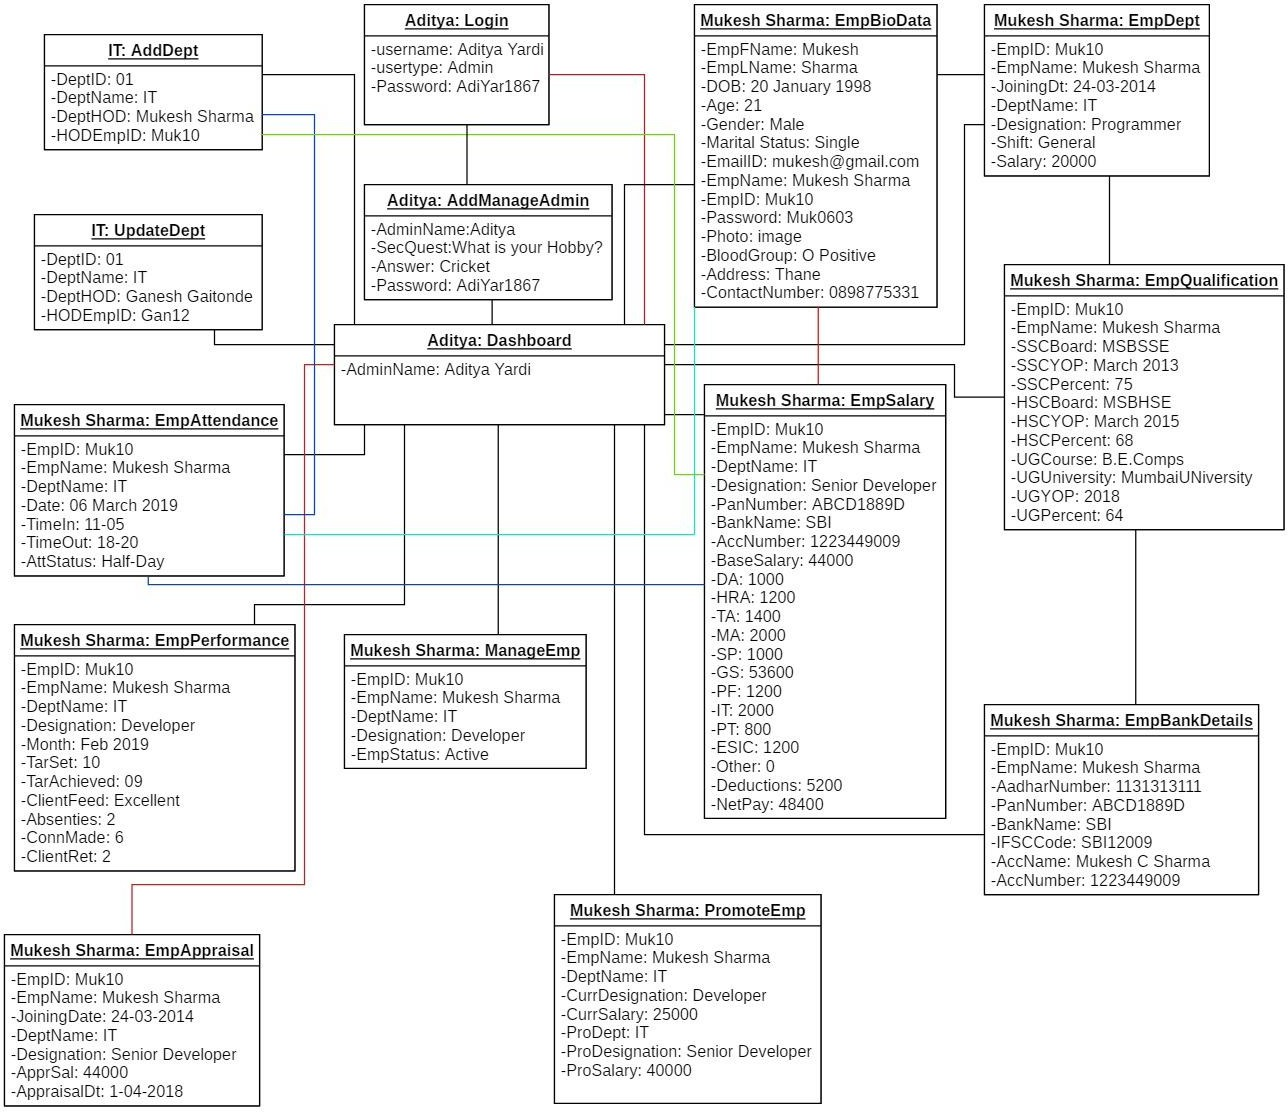 IT: AddDept
-DeptID: 01
-DeptName: IT
-DeptHOD: Mukesh Sharma
-HODEmpID: Muk10
Aditya: Login
-username: Aditya Yardi
-usertype: Admin
-Password: AdiYar1867
Mukesh Sharma: EmpBioData
-EmpFName: Mukesh
-EmpLName: Sharma
-DOB: 20 January 1998
-Age: 21
-Gender: Male
-Marital Status: Single
-EmailID: mukesh@gmail.com
-EmpName: Mukesh Sharma
-EmpID: Muk10
-Password: Muk0603
-Photo: image
-BloodGroup: O Positive
-Address: Thane
-ContactNumber: 0898775331
Mukesh Sharma: EmpDept
-EmpID: Muk10
-EmpName: Mukesh Sharma
-JoiningDt: 24-03-2014
-DeptName: IT
-Designation: Programmer
-Shift: General
-Salary: 20000
IT: UpdateDept
-DeptID: 01
-DeptName: IT
-DeptHOD: Ganesh Gaitonde
-HODEmpID: Gan12
Aditya: AddManageAdmin
-AdminName:Aditya
-SecQuest:What is your Hobby?
-Answer: Cricket
-Password: AdiYar1867
Aditya: Dashboard
-AdminName: Aditya Yardi
Mukesh Sharma: EmpQualification
-EmpID: Muk10
-EmpName: Mukesh Sharma
-SSCBoard: MSBSSE
-SSCYOP: March 2013
-SSCPercent: 75
-HSCBoard: MSBHSE
-HSCYOP: March 2015
-HSCPercent: 68
-UGCourse: B.E.Comps
-UGUniversity: MumbaiUNiversity
-UGYOP: 2018
-UGPercent: 64
Mukesh Sharma: EmpAttendance
-EmpID: Muk10
-EmpName: Mukesh Sharma
-DeptName: IT
-Date: 06 March 2019
-TimeIn: 11-05
-TimeOut: 18-20
-AttStatus: Half-Day
Mukesh Sharma: EmpSalary
-EmpID: Muk10
-EmpName: Mukesh Sharma
-DeptName: IT
-Designation: Senior Developer
-PanNumber: ABCD1889D
-BankName: SBI
-AccNumber: 1223449009
-BaseSalary: 44000
-DA: 1000
-HRA: 1200
-TA: 1400
-MA: 2000
-SP: 1000
-GS: 53600
-PF: 1200
-IT: 2000
-PT: 800
-ESIC: 1200
-Other: 0
-Deductions: 5200
-NetPay: 48400
Mukesh Sharma: EmpPerformance
-EmpID: Muk10
-EmpName: Mukesh Sharma
-DeptName: IT
-Designation: Developer
-Month: Feb 2019
-TarSet: 10
-TarAchieved: 09
-ClientFeed: Excellent
-Absenties: 2
-ConnMade: 6
-ClientRet: 2
Mukesh Sharma: ManageEmp
-EmpID: Muk10
-EmpName: Mukesh Sharma
-DeptName: IT
-Designation: Developer
-EmpStatus: Active
Mukesh Sharma: EmpBankDetails
-EmpID: Muk10
-EmpName: Mukesh Sharma
-AadharNumber: 1131313111
-PanNumber: ABCD1889D
-BankName: SBI
-IFSCCode: SBI12009
-AccName: Mukesh C Sharma
-AccNumber: 1223449009
Mukesh Sharma: PromoteEmp
-EmpID: Muk10
-EmpName: Mukesh Sharma
-DeptName: IT
-CurrDesignation: Developer
-CurrSalary: 25000
-ProDept: IT
-ProDesignation: Senior Developer
-ProSalary: 40000
Mukesh Sharma: EmpAppraisal
-EmpID: Muk10
-EmpName: Mukesh Sharma
-JoiningDate: 24-03-2014
-DeptName: IT
-Designation: Senior Developer
-ApprSal: 44000
-AppraisalDt: 1-04-2018